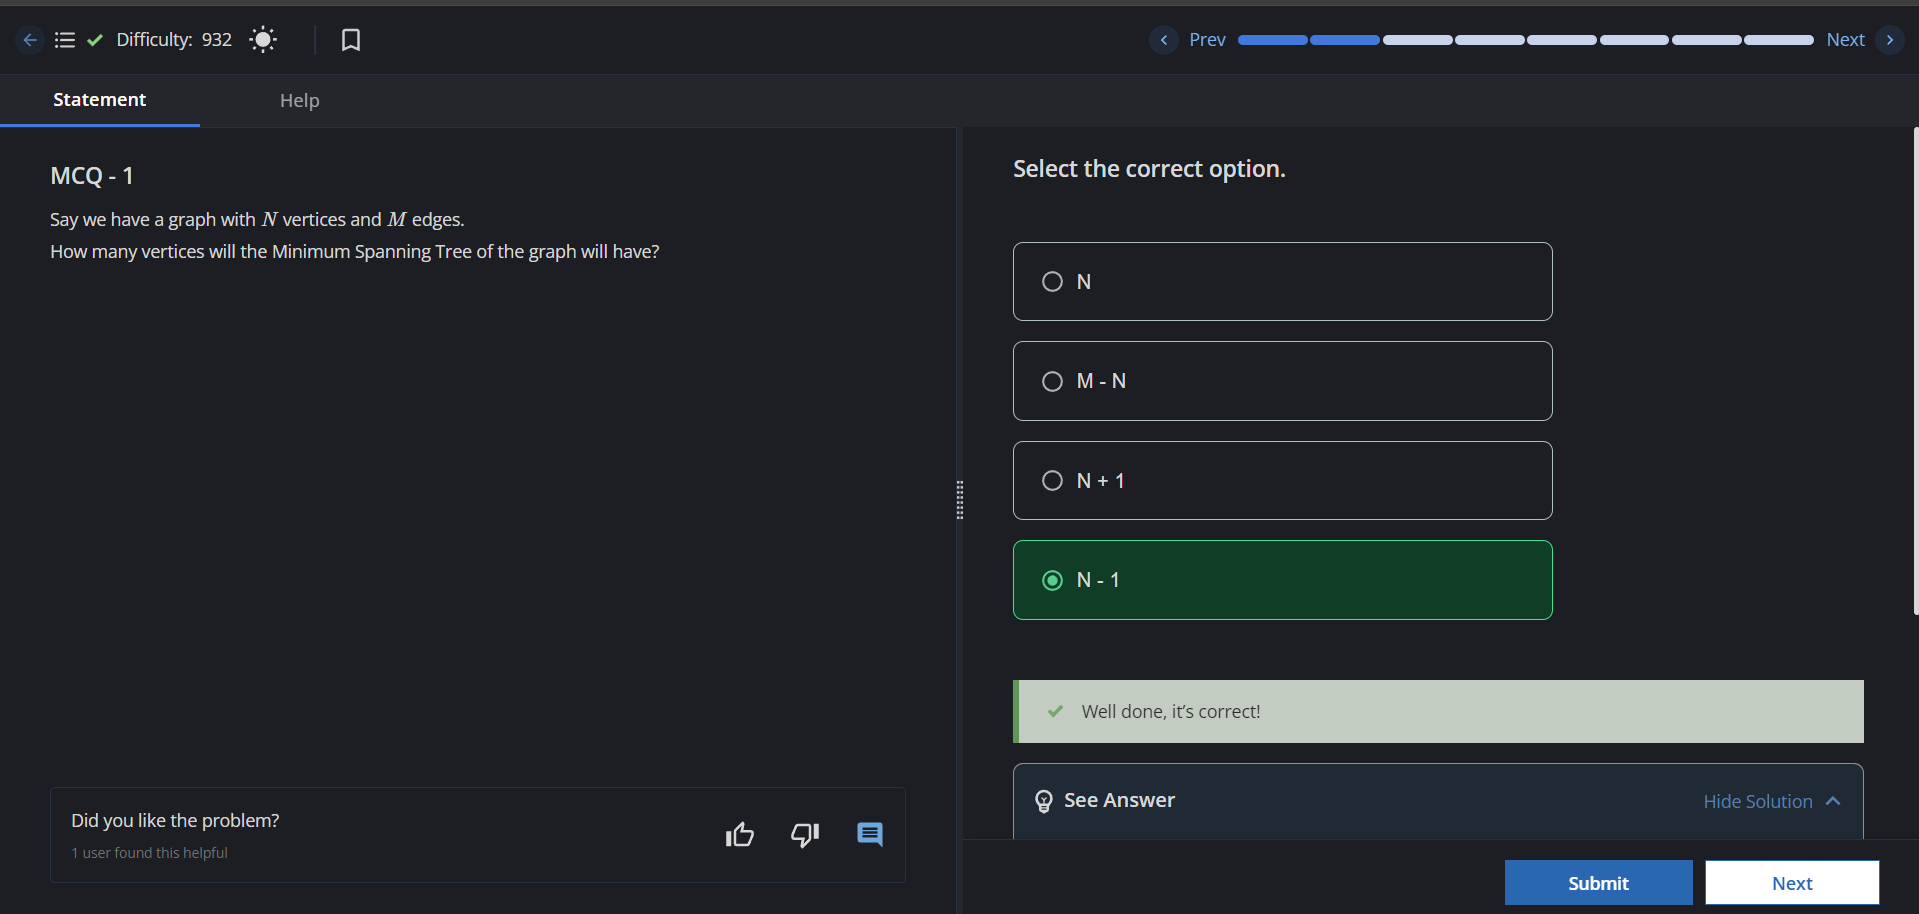 Difficulty: 932
Prev
Next
Statement
Help
MCQ - 1
Say we have a graph with N vertices and M edges.
How many vertices will the Minimum Spanning Tree of the graph will have?
Did you like the problem?
1 user found this helpful
Select the correct option.
N
M - N
N + 1
N - 1
Well done, it’s correct!
See Answer
Hide Solution
Submit
Next